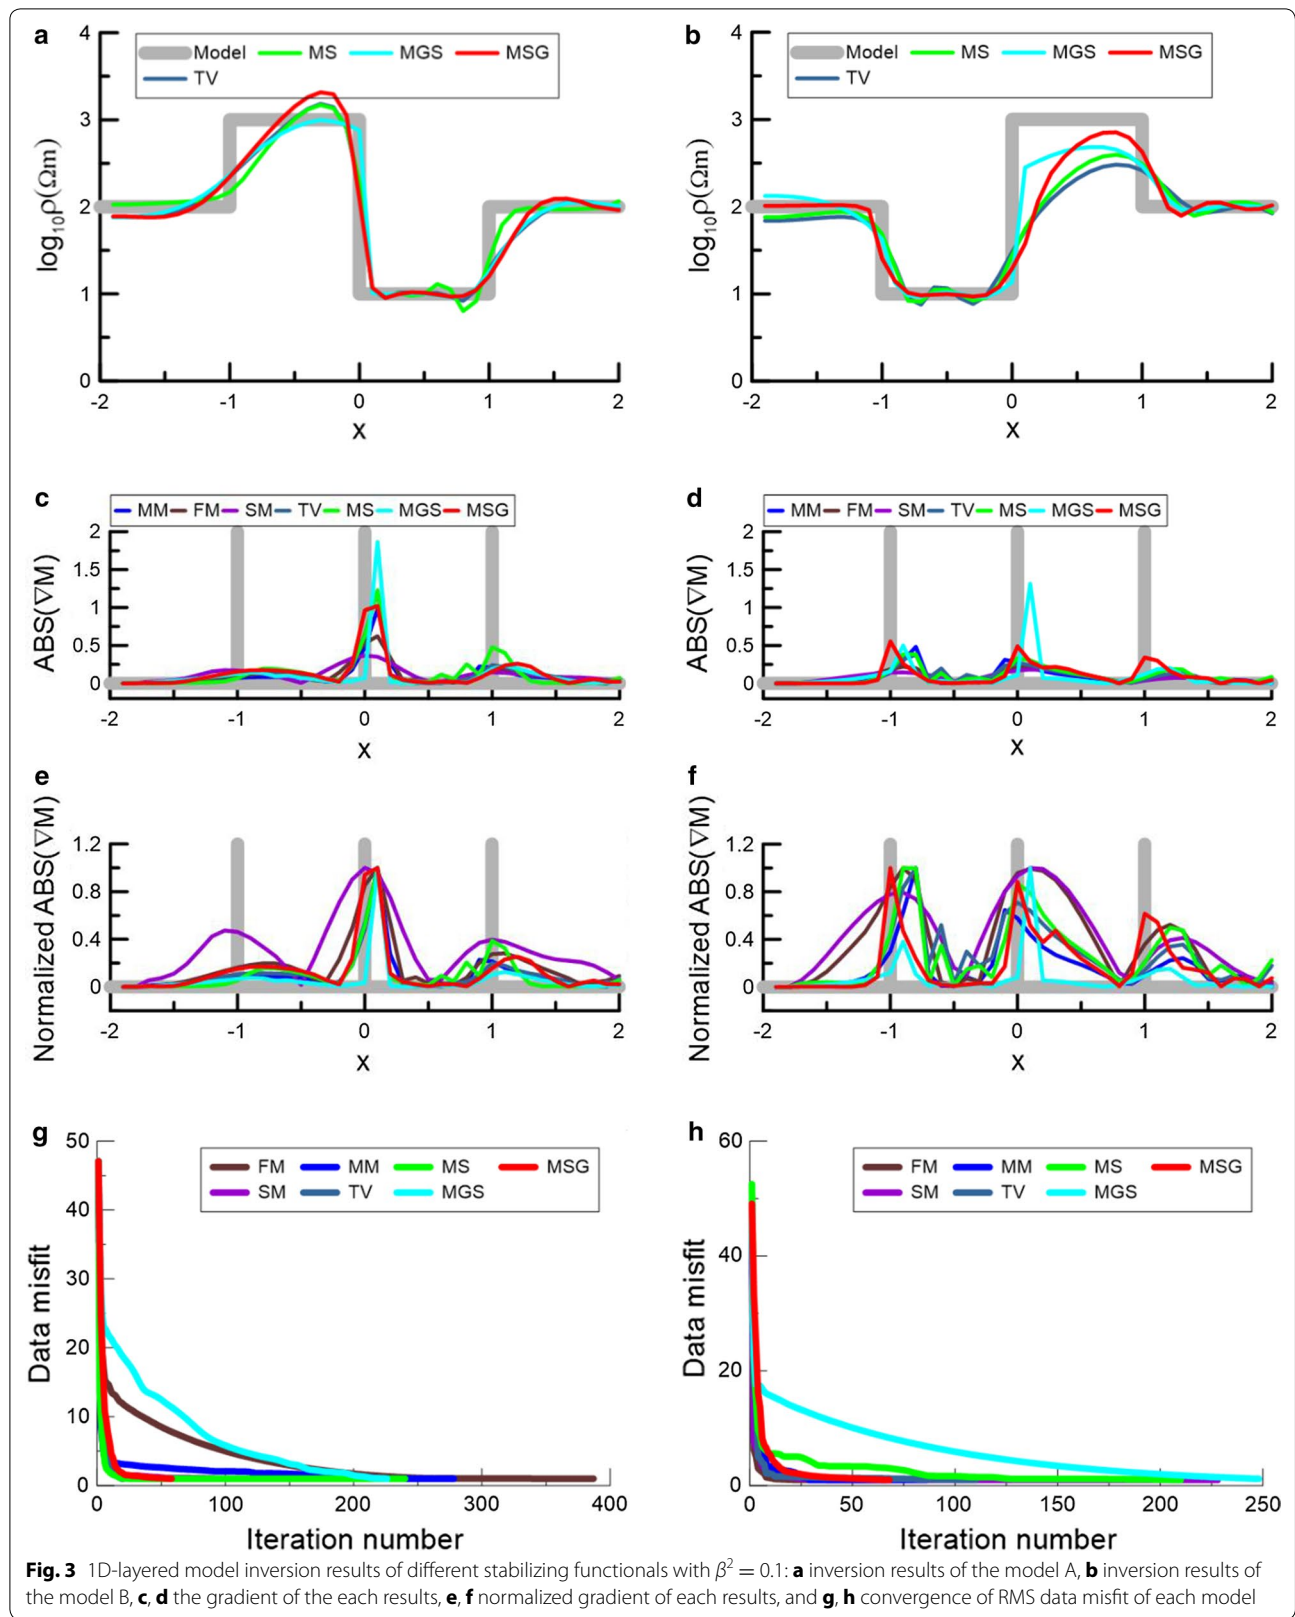 a
4
3
2
1
0
log10ρ(Ωm)
Model MS MGS MSG
TV
-2 -1 0 1 2
X
b
4
3
2
1
0
log10ρ(Ωm)
Model MS MGS MSG
TV
-2 -1 0 1 2
X
c
MM FM SM TV MS MGS MSG
2
1.5
1
0.5
0
ABS(∇M)
-2 -1 0 1 2
X
d
MM FM SM TV MS MGS MSG
2
1.5
1
0.5
0
ABS(∇M)
-2 -1 0 1 2
X
e
1.2
0.8
0.4
0
Normalized ABS(∇M)
-2 -1 0 1 2
X
f
1.2
0.8
0.4
0
Normalized ABS(∇M)
-2 -1 0 1 2
X
g
50
40
30
20
10
0
Data misfit
FM MM MS MSG
SM TV MGS
0 100 200 300 400
Iteration number
h
60
40
20
0
Data misfit
FM MM MS MSG
SM TV MGS
0 50 100 150 200 250
Iteration number
Fig. 3 1D-layered model inversion results of different stabilizing functionals with β² = 0.1: a inversion results of the model A, b inversion results of
the model B, c, d the gradient of the each results, e, f normalized gradient of each results, and g, h convergence of RMS data misfit of each model